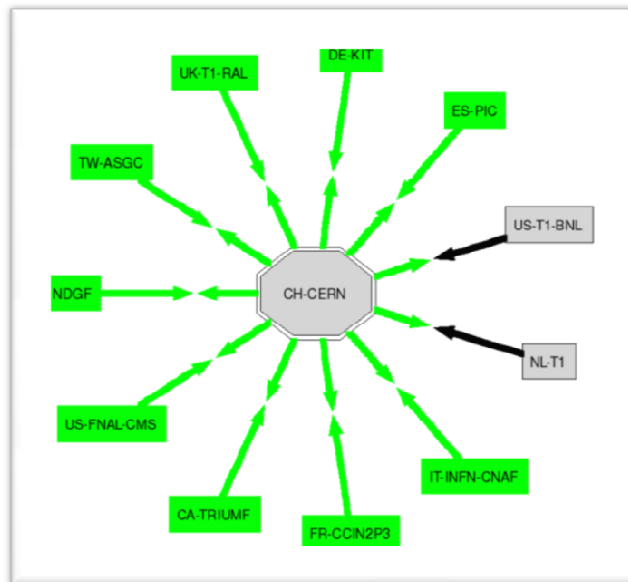 DE-KIT
UK-T1-RAL
ES-PIC
TW-ASGC
US-T1-BNL
CH-CERN
NDGF
NL-T1
US-FNAL-CMS
IT-INFN-CNAF
CA-TRIUMF
FR-CCIN2P3